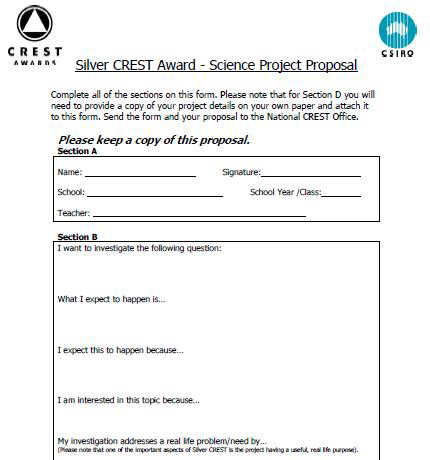 CREST
AWARDS
CSIRO
Silver CREST Award - Science Project Proposal
Complete all of the sections on this form. Please note that for Section D you will
need to provide a copy of your project details on your own paper and attach it
to this form. Send the form and your proposal to the National CREST Office.
Please keep a copy of this proposal.
Section A
Name: Signature:
School: School Year /Class:
Teacher:
Section B
I want to investigate the following question:
What I expect to happen is...
I expect this to happen because...
I am interested in this topic because...
My investigation addresses a real life problem/need by...
(Please note that one of the important aspects of Silver CREST is the project having a useful, real life purpose).